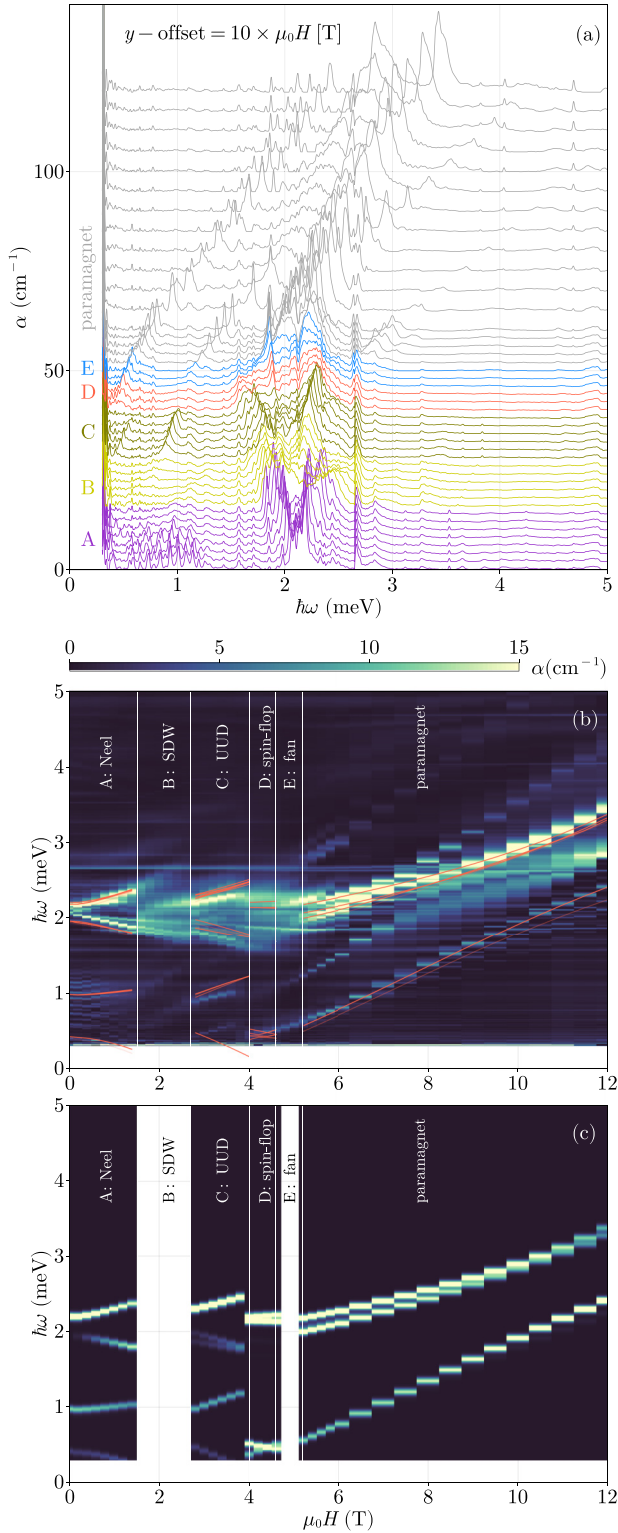 y − offset = 10 × μ₀H [T]
(a)
100
50
0
α (cm⁻¹)
paramagnet
E
D
C
B
A
0 1 2 3 4 5
ħω (meV)
0 5 10 15
α(cm⁻¹)
(b)
A: Neel
B: SDW
C: UUD
D: spin-flop
E: fan
paramagnet
5
4
3
2
1
0
ħω (meV)
0 2 4 6 8 10 12
(c)
A: Neel
B: SDW
C: UUD
D: spin-flop
E: fan
paramagnet
5
4
3
2
1
0
ħω (meV)
0 2 4 6 8 10 12
μ₀H (T)